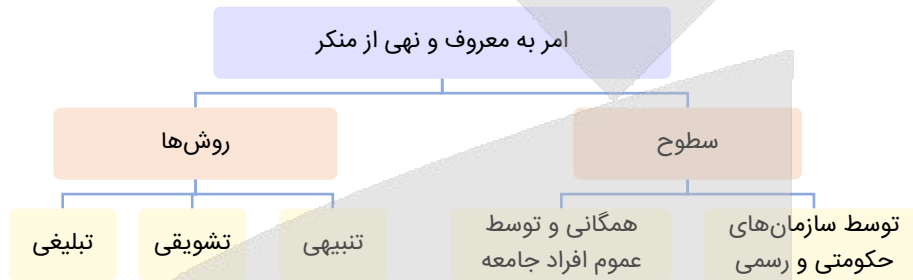 امر به معروف و نهی از منکر
سطوح
روش‌ها
توسط سازمان‌های
حکومتی و رسمی
همگانی و توسط
عموم افراد جامعه
تنبیهی
تشویقی
تبلیغی